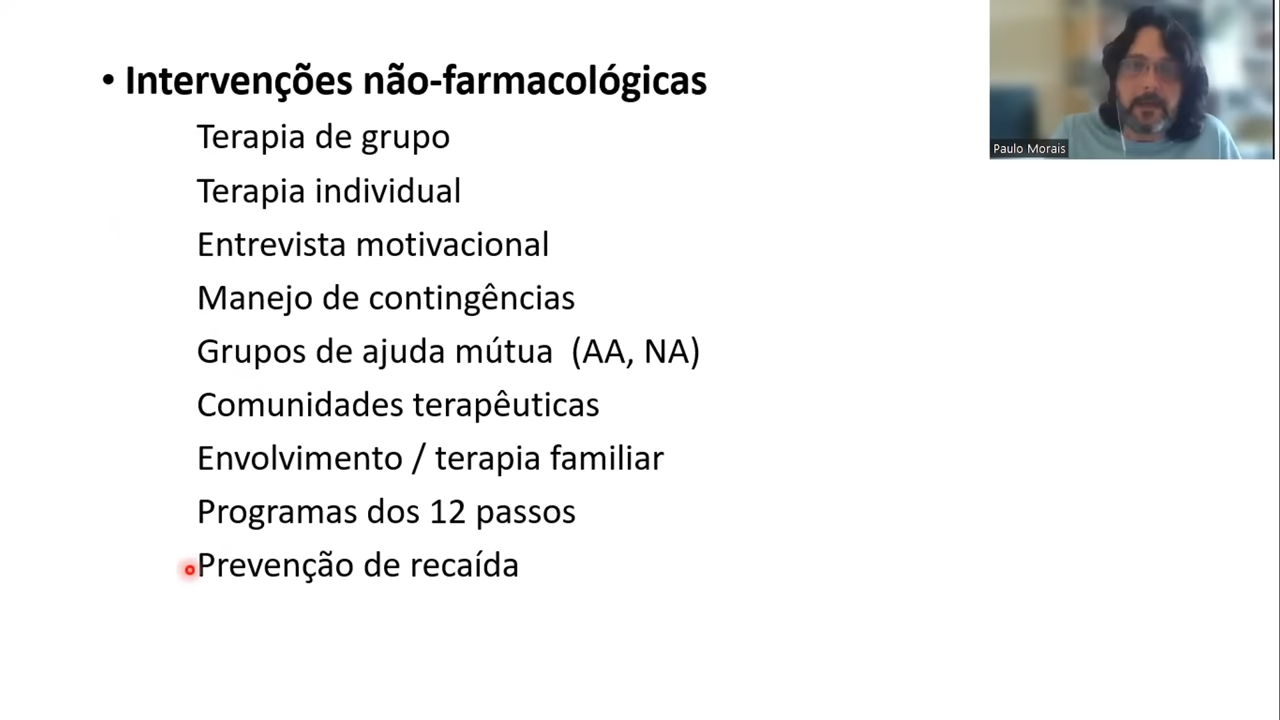 • Intervenções não-farmacológicas
Terapia de grupo
Terapia individual
Entrevista motivacional
Manejo de contingências
Grupos de ajuda mútua (AA, NA)
Comunidades terapêuticas
Envolvimento / terapia familiar
Programas dos 12 passos
Prevenção de recaída
Paulo Morais